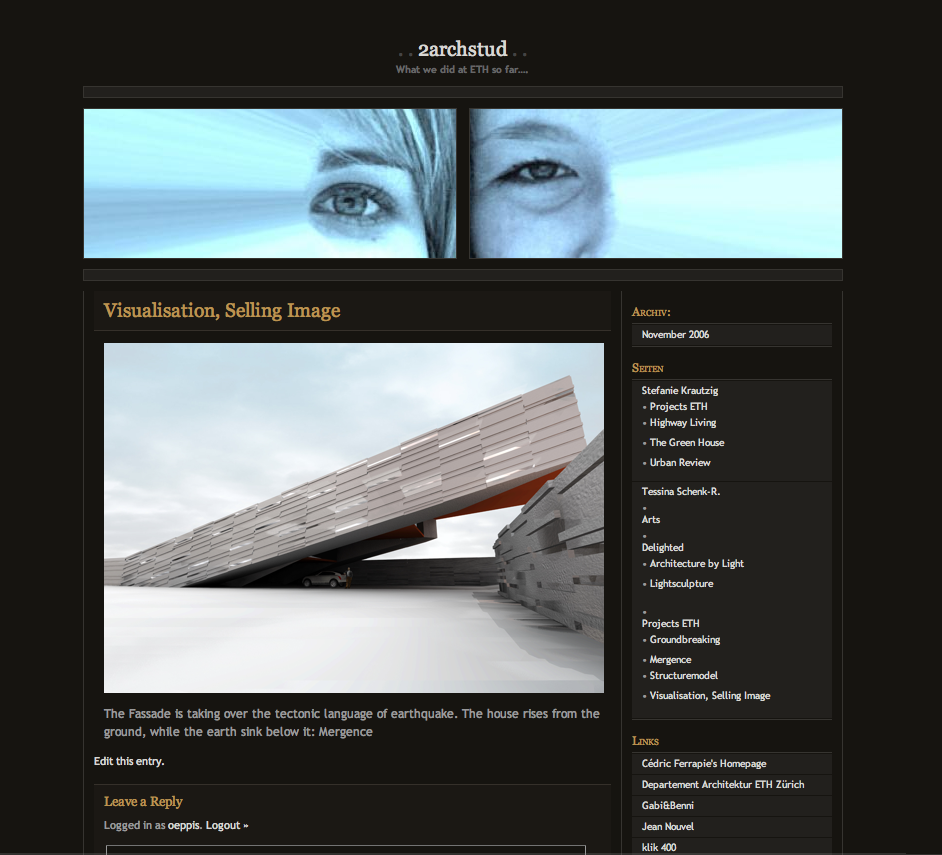 . . 2archstud . .
What we did at ETH so far....
Visualisation, Selling Image
The Fassade is taking over the tectonic language of earthquake. The house rises from the
ground, while the earth sink below it: Mergence
Edit this entry.
Leave a Reply
Logged in as oeppis. Logout »
Archiv:
November 2006
Seiten
Stefanie Krautzig
Projects ETH
Highway Living
The Green House
Urban Review
Tessina Schenk-R.
Arts
Delighted
Architecture by Light
Lightsculpture
Projects ETH
Groundbreaking
Mergence
Structuremodel
Visualisation, Selling Image
Links
Cédric Ferrapie's Homepage
Departement Architektur ETH Zürich
Gabi&Benni
Jean Nouvel
klik 400